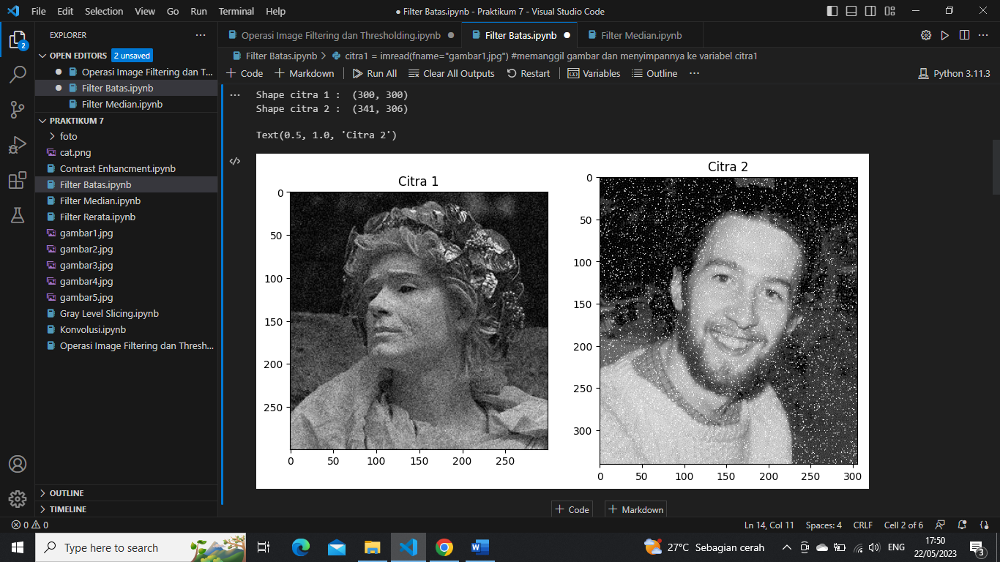 File Edit Selection View Go Run Terminal Help
● Filter Batas.ipynb - Praktikum 7 - Visual Studio Code
EXPLORER
OPEN EDITORS 2 unsaved
Operasi Image Filtering dan T...
Filter Batas.ipynb
Filter Median.ipynb
PRAKTIKUM 7
foto
cat.png
Contrast Enhancment.ipynb
Filter Batas.ipynb
Filter Median.ipynb
Filter Rerata.ipynb
gambar1.jpg
gambar2.jpg
gambar3.jpg
gambar4.jpg
gambar5.jpg
Gray Level Slicing.ipynb
Konvolusi.ipynb
Operasi Image Filtering dan Thresh...
OUTLINE
TIMELINE
2
Operasi Image Filtering dan Thresholding.ipynb
Filter Batas.ipynb
Filter Median.ipynb
Filter Batas.ipynb > citra1 = imread(fname="gambar1.jpg") #memanggil gambar dan menyimpannya ke variabel citra1
+ Code + Markdown Run All Clear All Outputs Restart Variables Outline ... Python 3.11.3
Shape citra 1 : (300, 300)
Shape citra 2 : (341, 306)
Text(0.5, 1.0, 'Citra 2')
Citra 1
0
50
100
150
200
250
0 50 100 150 200 250
Citra 2
0
50
100
150
200
250
300
0 50 100 150 200 250 300
+ Code + Markdown
0 0
Ln 14, Col 11 Spaces: 4 CRLF Cell 2 of 6
Type here to search
27°C Sebagian cerah
ENG
17:50
22/05/2023
3